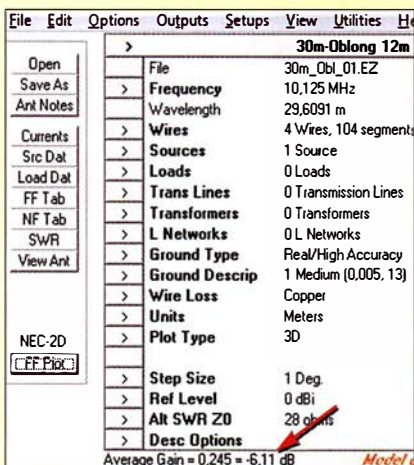 File Edit Options Outputs Setups View Utilities He
> 30m-Oblong 12m
Open
Save As
Ant Notes
Currents
Src Dat
Load Dat
FF Tab
NF Tab
SWR
View Ant
NEC-2D
FF Plot
File 30m_Obl_01.EZ
> Frequency 10,125 MHz
Wavelength 29,6091 m
> Wires 4 Wires, 104 segments
> Sources 1 Source
> Loads 0 Loads
> Trans Lines 0 Transmission Lines
> Transformers 0 Transformers
> L Networks 0 L Networks
> Ground Type Real/High Accuracy
> Ground Descrip 1 Medium (0,005, 13)
> Wire Loss Copper
> Units Meters
> Plot Type 3D
> Step Size 1 Deg.
> Ref Level 0 dBi
> Alt SWR Z0 28 ohms
> Desc Options
Average Gain = 0,245 = -6,11 dB
Model